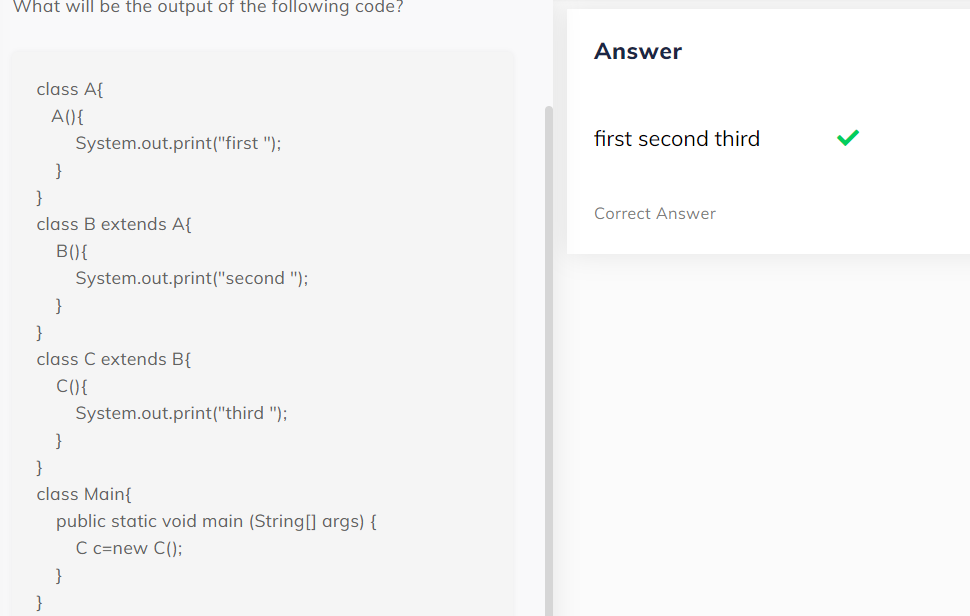 What will be the output of the following code?
class A{
A(){
System.out.print("first ");
}
}
class B extends A{
B(){
System.out.print("second ");
}
}
class C extends B{
C(){
System.out.print("third ");
}
}
class Main{
public static void main (String[] args) {
C c=new C();
}
}
Answer
first second third
Correct Answer